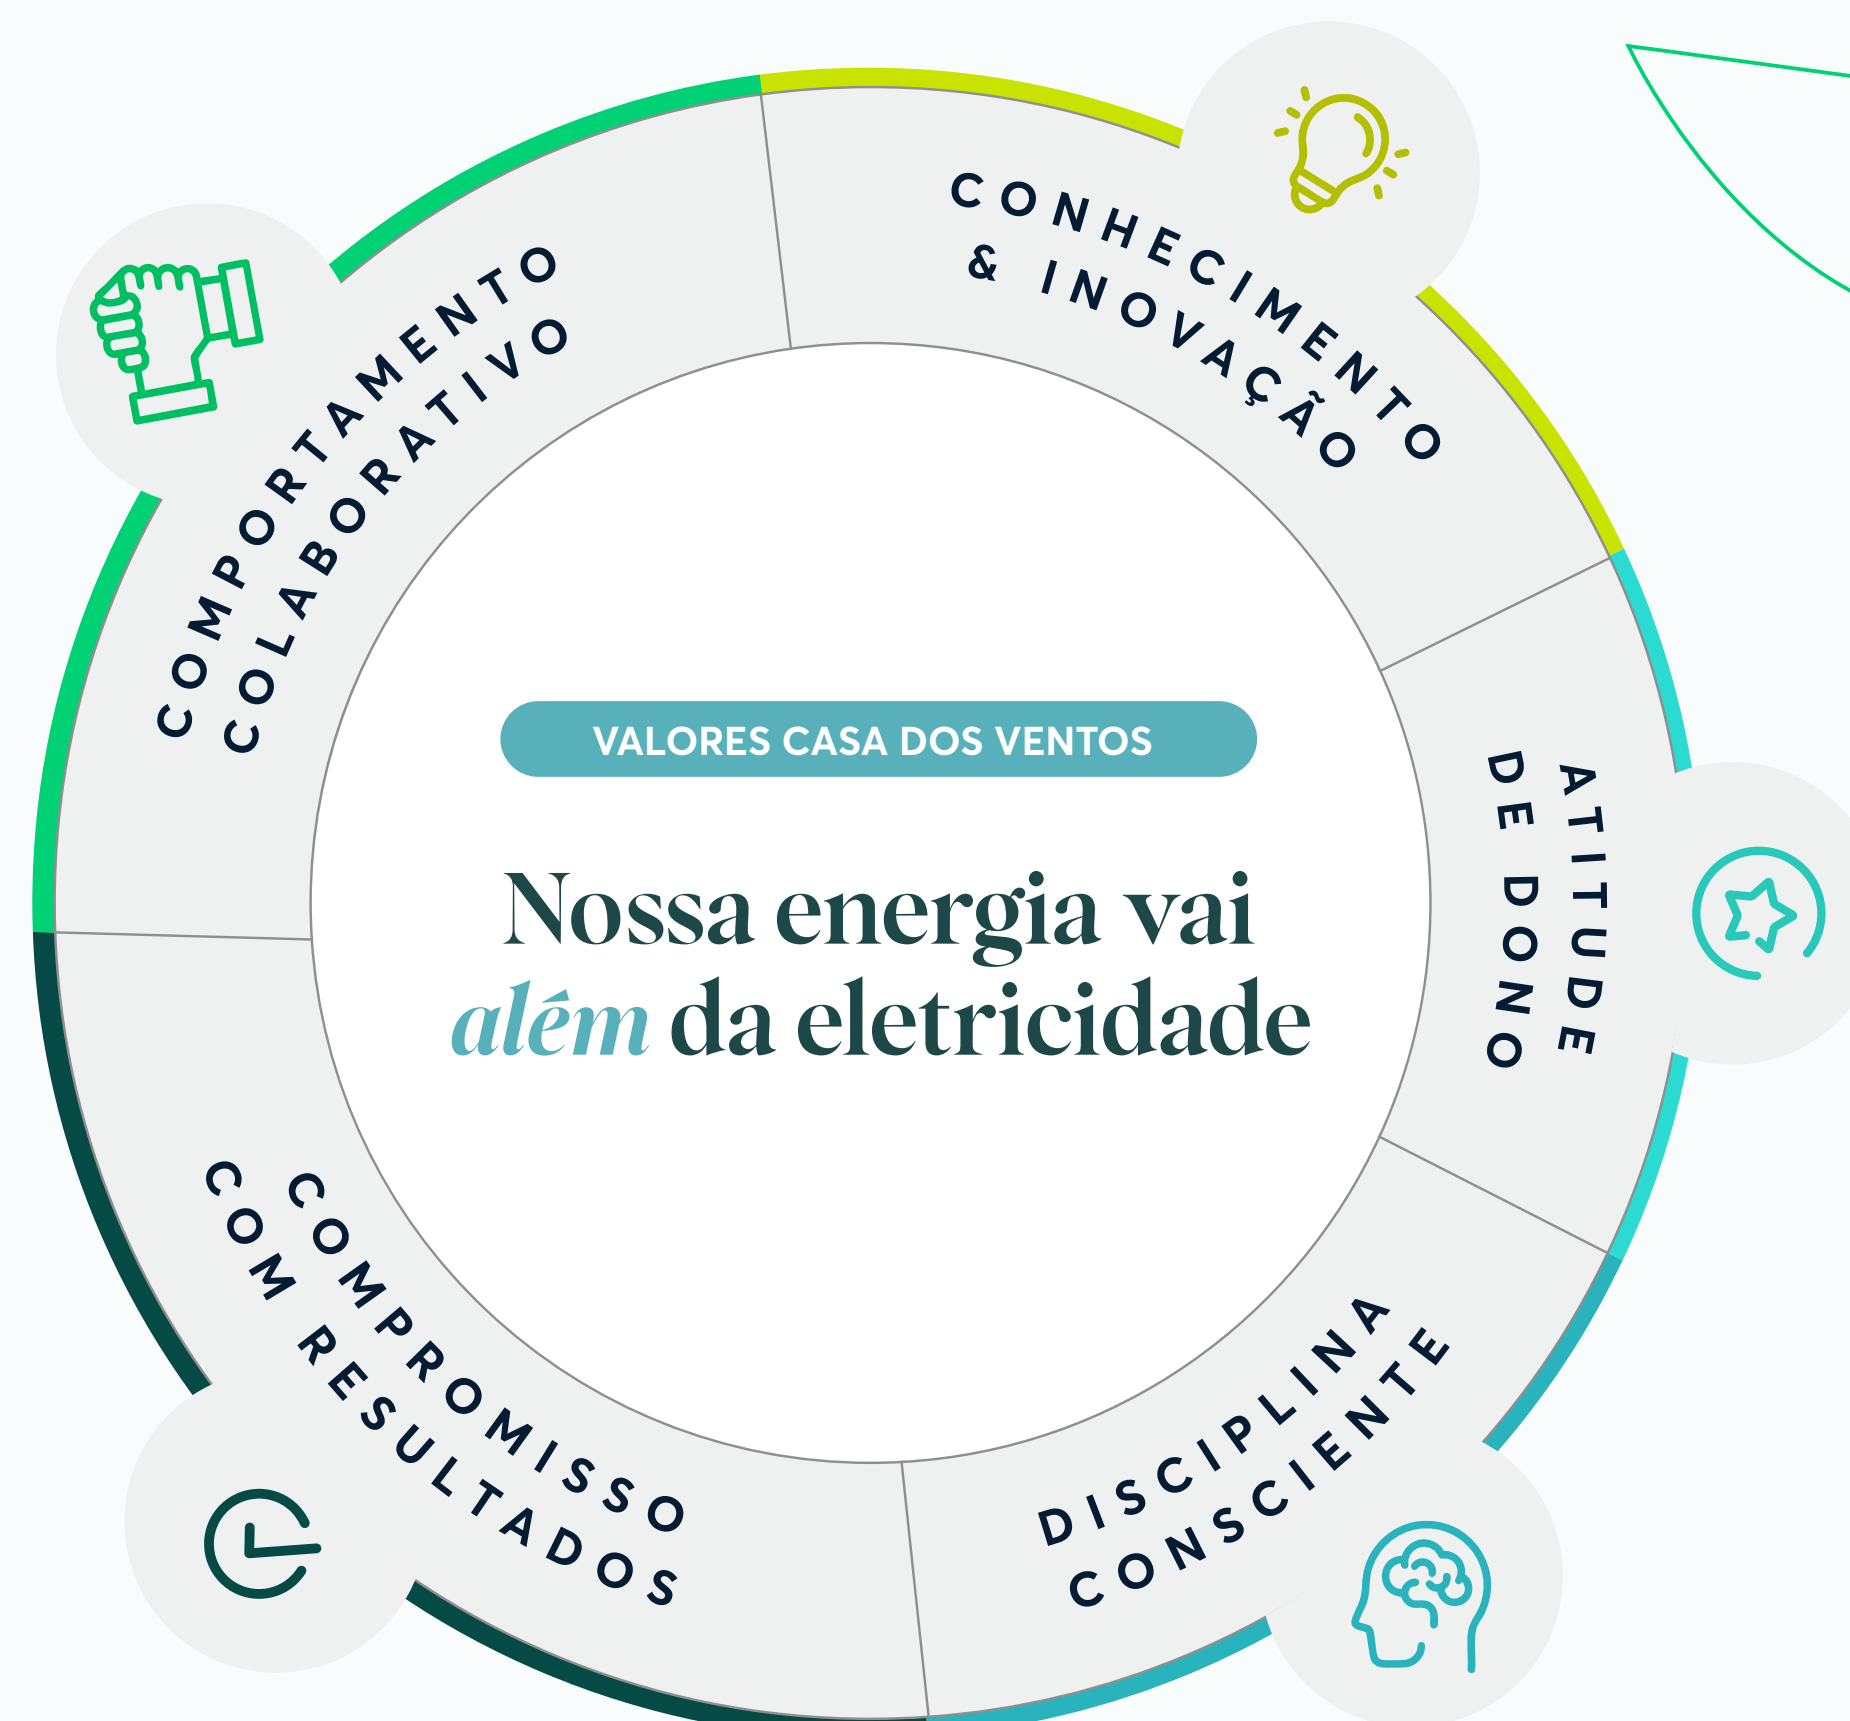 CONHECIMENTO
& INOVAÇÃO
COMPORTAMENTO
COLABORATIVO
VALORES CASA DOS VENTOS
Nossa energia vai
além da eletricidade
ATITUDE
DE DONO
COMPROMISSO
COM RESULTADOS
DISCIPLINA
CONSCIENTE